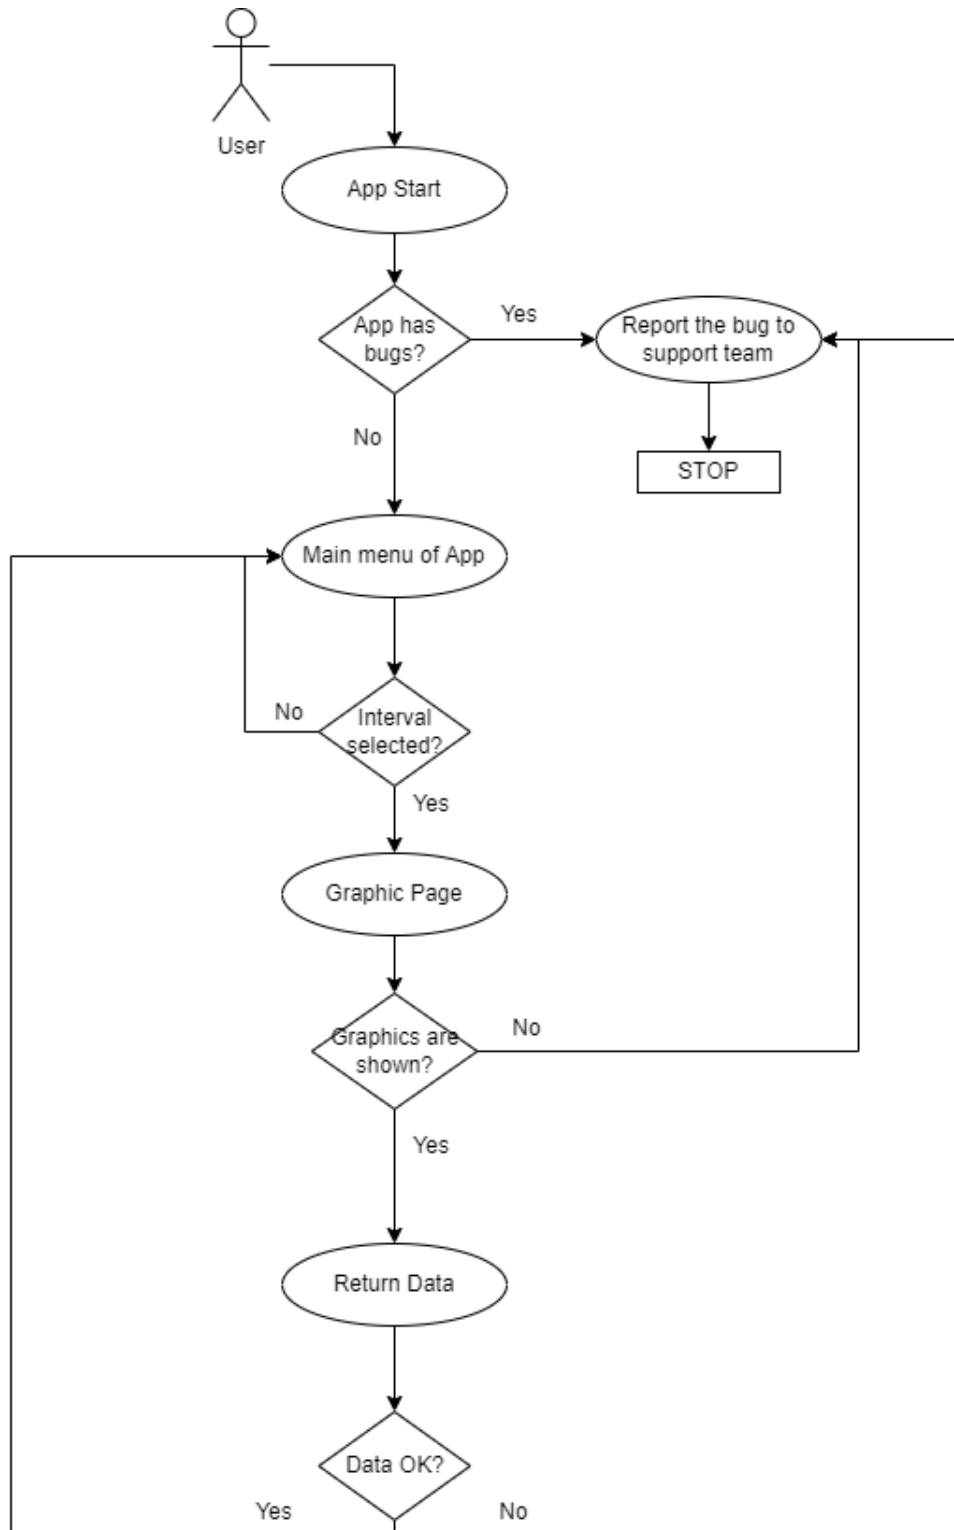 User
App Start
App has
bugs?
Yes
Report the bug to
support team
No
STOP
Main menu of App
No
Interval
selected?
Yes
Graphic Page
Graphics are
shown?
No
Yes
Return Data
Data OK?
Yes
No